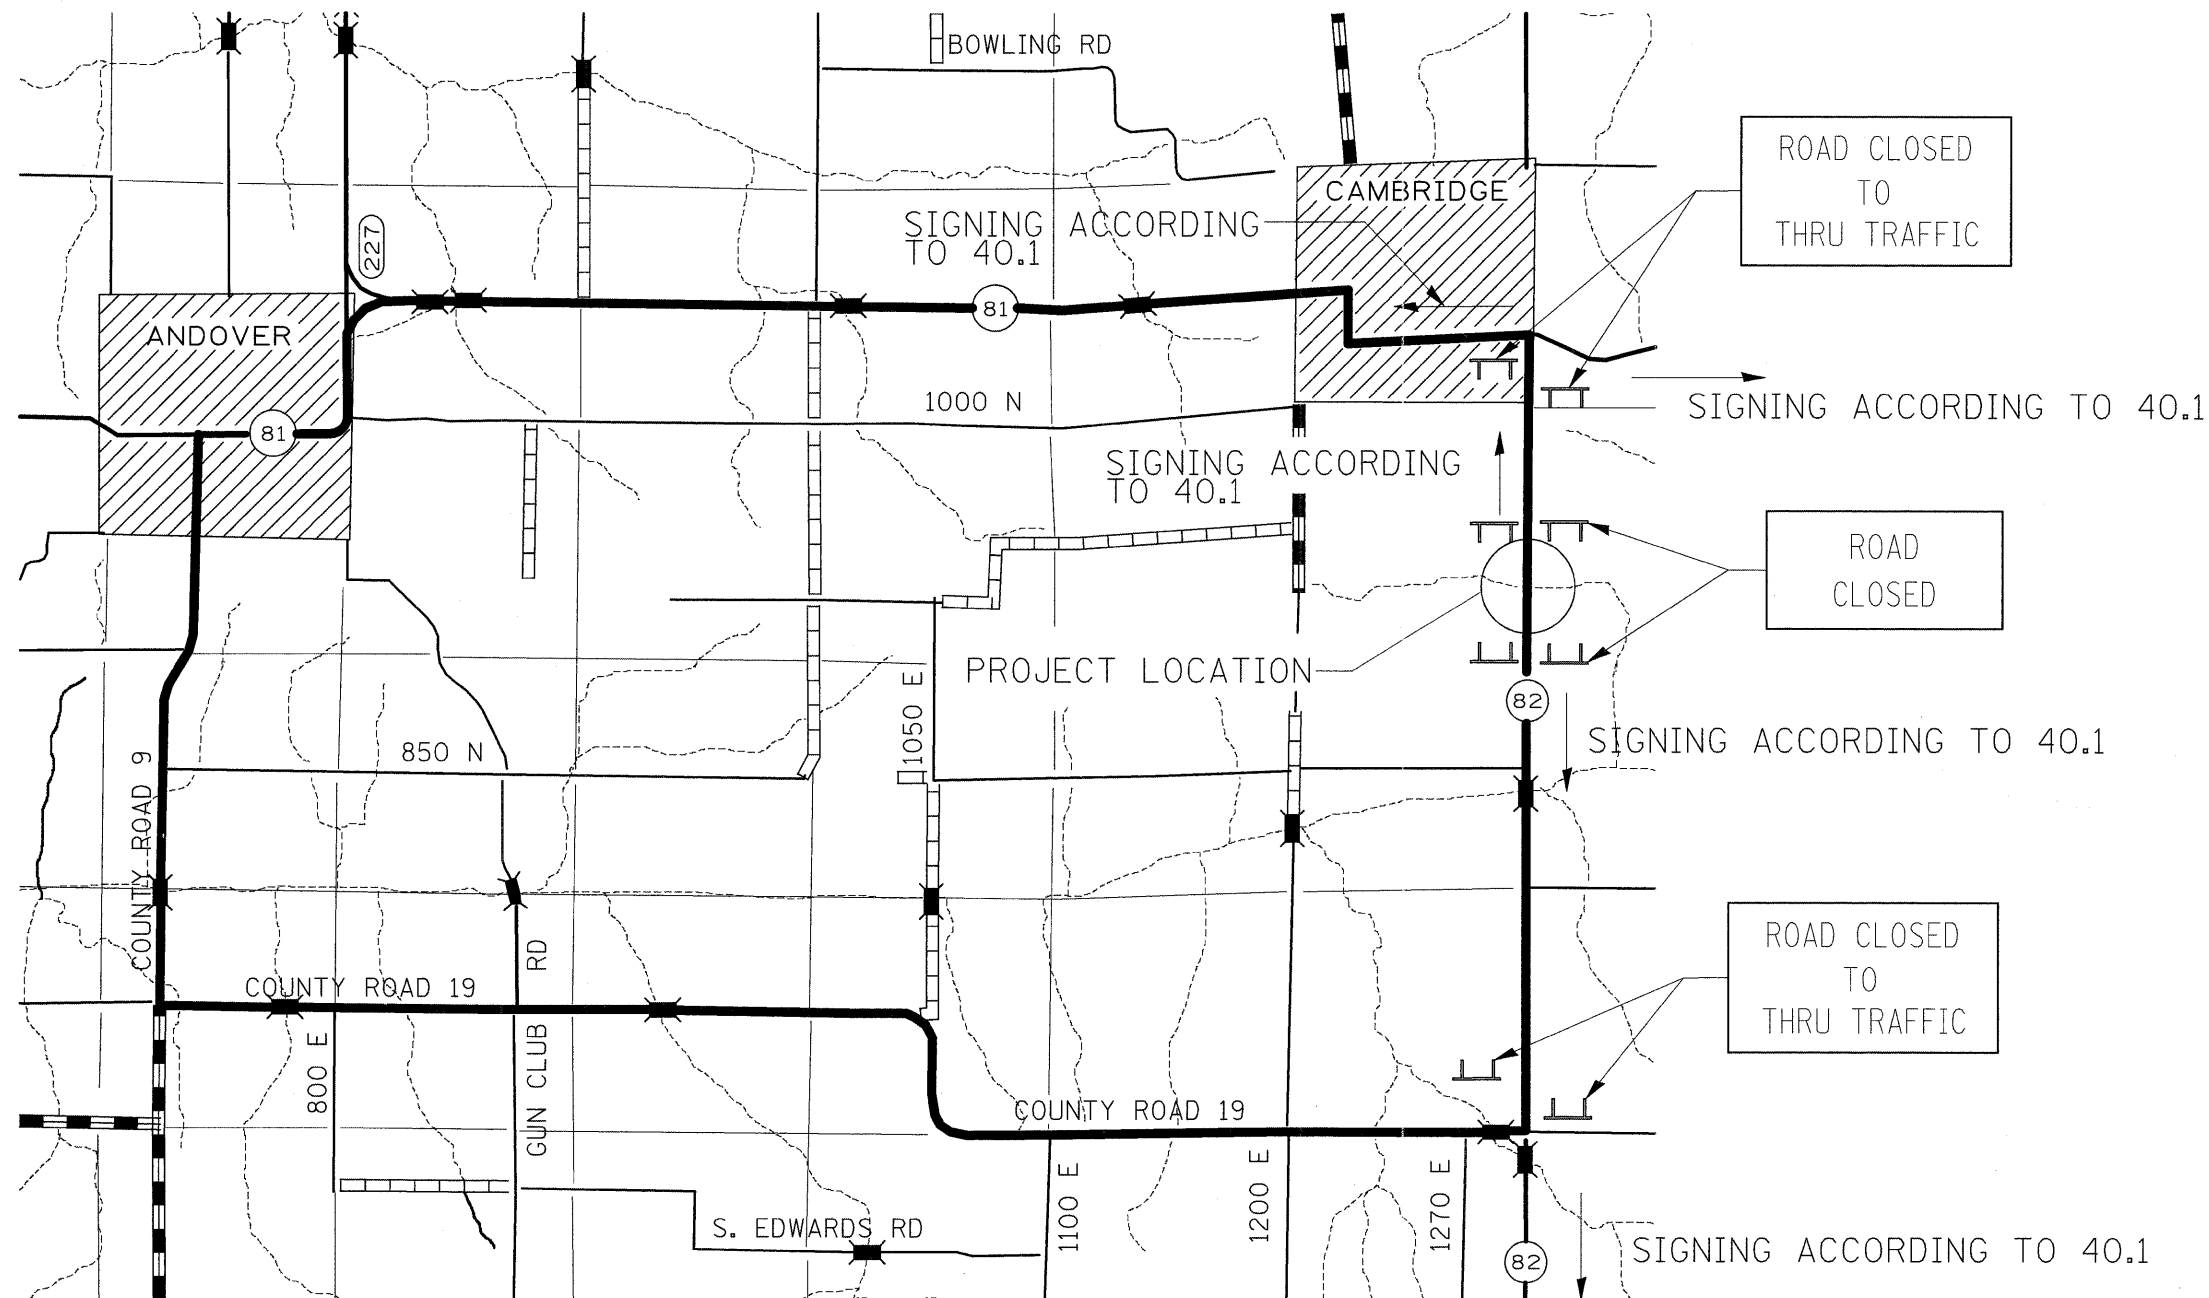 BOWLING RD
ROAD CLOSED
TO
THRU TRAFFIC
CAMBRIDGE
SIGNING ACCORDING
TO 40.1
227
81
ANDOVER
81
1000 N
SIGNING ACCORDING TO 40.1
SIGNING ACCORDING
TO 40.1
ROAD
CLOSED
PROJECT LOCATION
82
1050 E
SIGNING ACCORDING TO 40.1
850 N
COUNTY ROAD 9
ROAD CLOSED
TO
THRU TRAFFIC
COUNTY ROAD 19
GUN CLUB RD
800 E
COUNTY ROAD 19
1100 E
1200 E
1270 E
S. EDWARDS RD
82
SIGNING ACCORDING TO 40.1